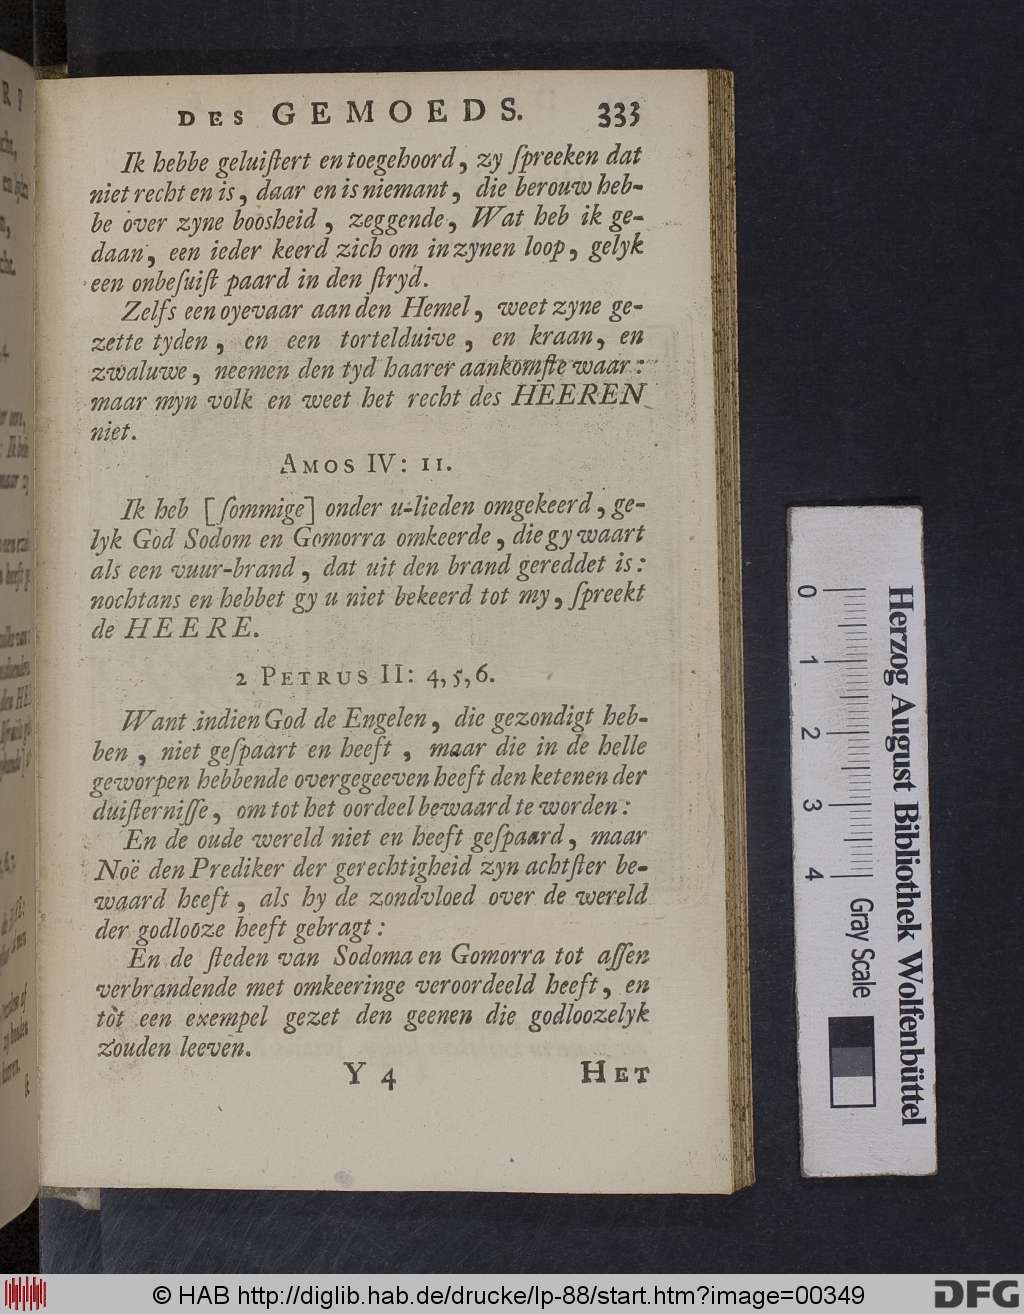 DES GEMOEDS. 333
Ik hebbe geluiſtert en toegehoord, zy ſpreeken dat
niet recht en is, daar en is niemant, die berouw heb-
be over zyne boosheid, zeggende, Wat heb ik ge-
daan, een ieder keerd zich om in zynen loop, gelyk
een onbeſuiſt paard in den ſtryd.
Zelfs een oyevaar aan den Hemel, weet zyne ge-
zette tyden, en een tortelduive, en kraan, en
zwaluwe, neemen den tyd haarer aankomſte waar:
maar myn volk en weet het recht des HEEREN
niet.
AMOS IV: 11.
Ik heb [ſommige] onder u-lieden omgekeerd, ge-
lyk God Sodom en Gomorra omkeerde, die gy waart
als een vuur-brand, dat uit den brand gereddet is:
nochtans en hebbet gy u niet bekeerd tot my, ſpreekt
de HEERE.
2 PETRUS II: 4,5,6.
Want indien God de Engelen, die gezondigt heb-
ben, niet geſpaart en heeft, maar die in de helle
geworpen hebbende overgegeeven heeft den ketenen der
duiſterniſſe, om tot het oordeel bewaard te worden:
En de oude wereld niet en heeft geſpaard, maar
Noë den Prediker der gerechtigheid zyn achtſter be-
waard heeft, als hy de zondvloed over de wereld
der godlooze heeft gebragt:
En de ſteden van Sodoma en Gomorra tot aſſen
verbrandende met omkeeringe veroordeeld heeft, en
tot een exempel gezet den geenen die godloozelyk
zouden leeven.
Y 4 HET
0 1 2 3 4
Gray Scale
Herzog August Bibliothek Wolfenbüttel
© HAB http://diglib.hab.de/drucke/lp-88/start.htm?image=00349
DFG